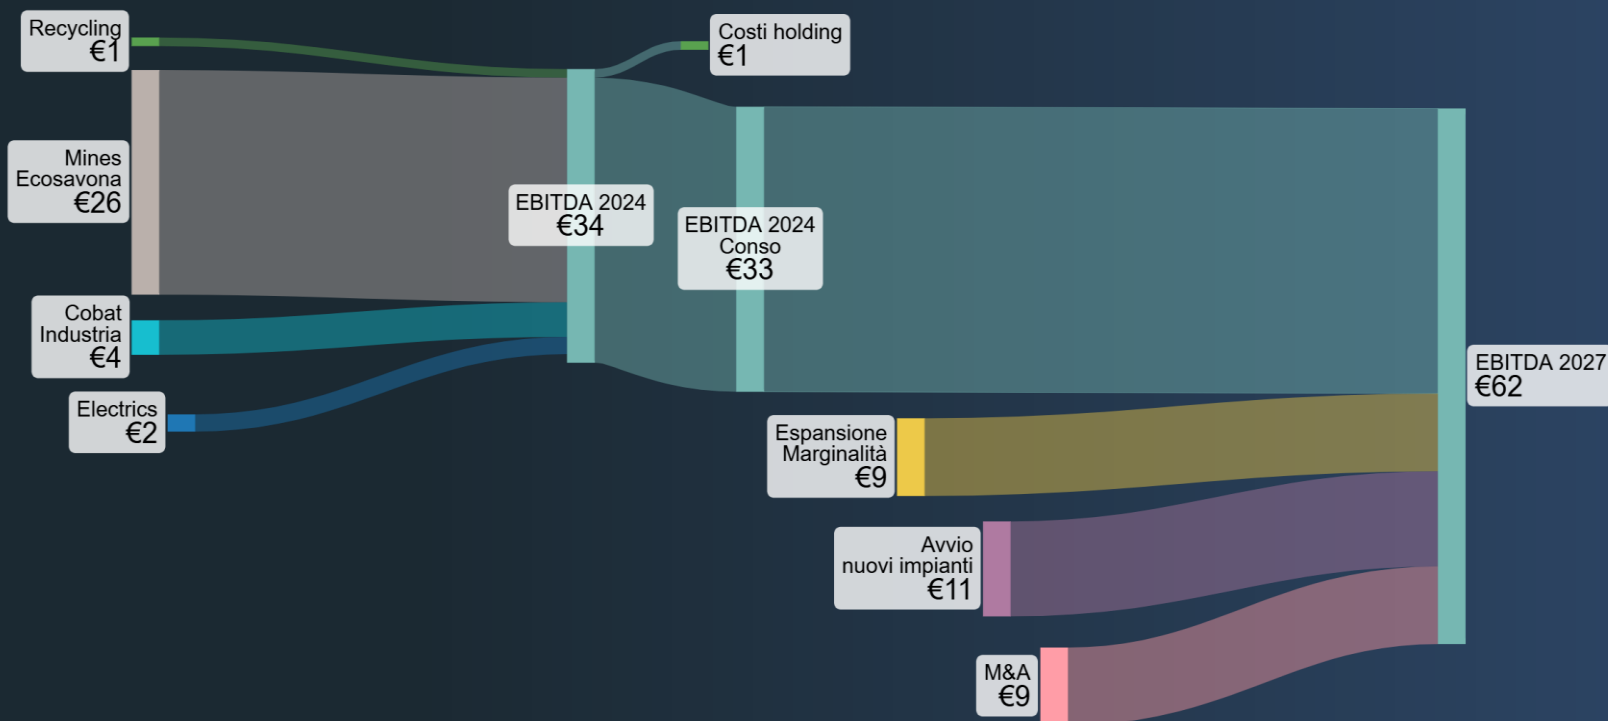 Recycling
€1
Mines
Ecosavona
€26
Cobat
Industria
€4
Electrics
€2
EBITDA 2024
€34
Costi holding
€1
EBITDA 2024
Conso
€33
Espansione
Marginalità
€9
Avvio
nuovi impianti
€11
M&A
€9
EBITDA 2027
€62